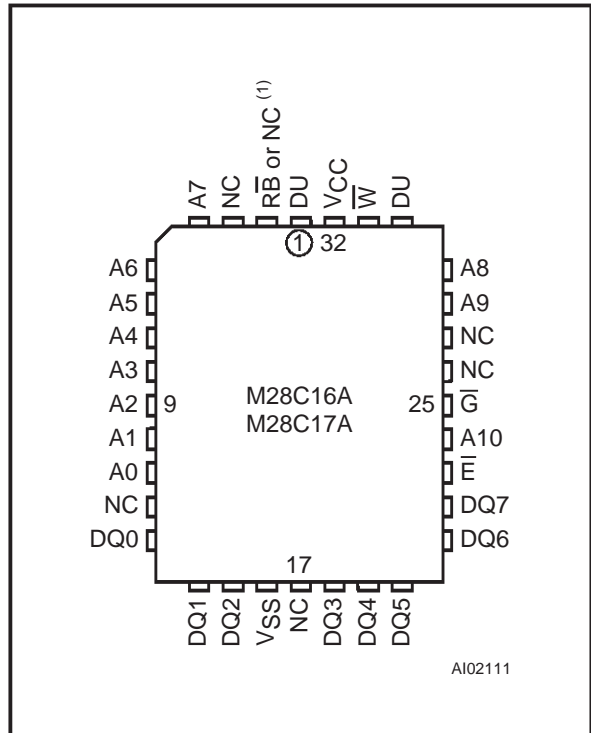 A7
NC
R̅B̅ or NC (1)
DU
VCC
W̅
DU
1 32
A6
A5
A4
A3
A2
A1
A0
NC
DQ0
9
M28C16A
M28C17A
25
A8
A9
NC
NC
G̅
A10
E̅
DQ7
DQ6
17
DQ1
DQ2
VSS
NC
DQ3
DQ4
DQ5
AI02111